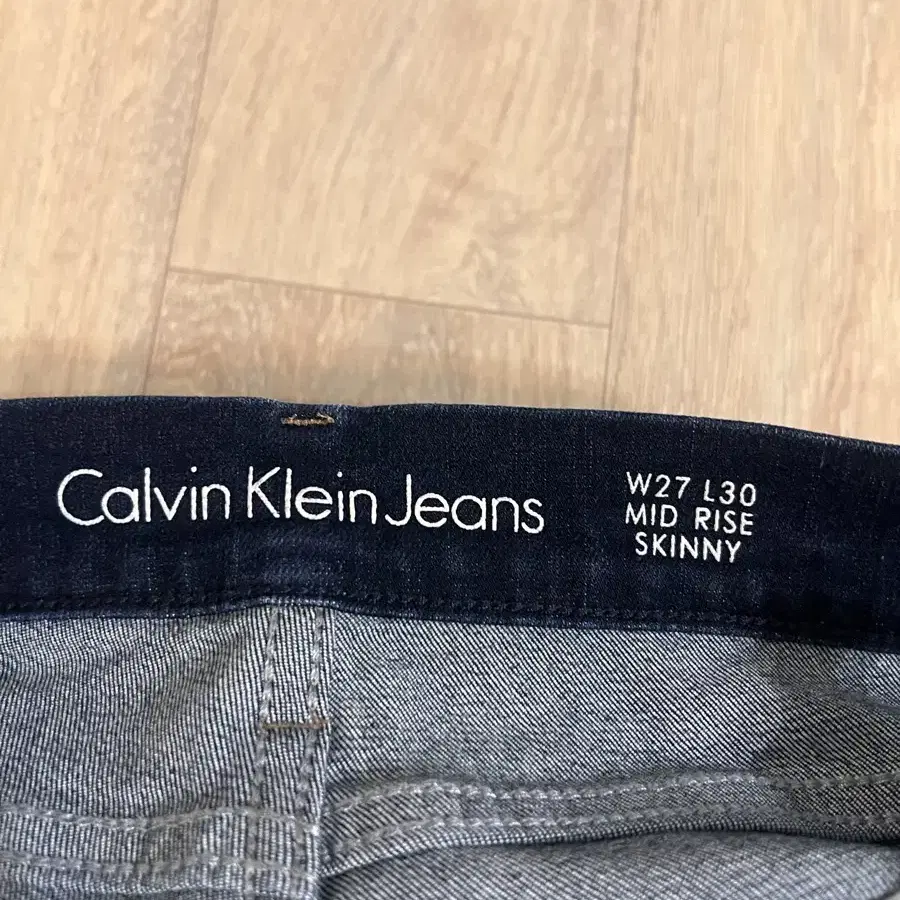 Calvin Klein Jeans
W27 L30
MID RISE
SKINNY